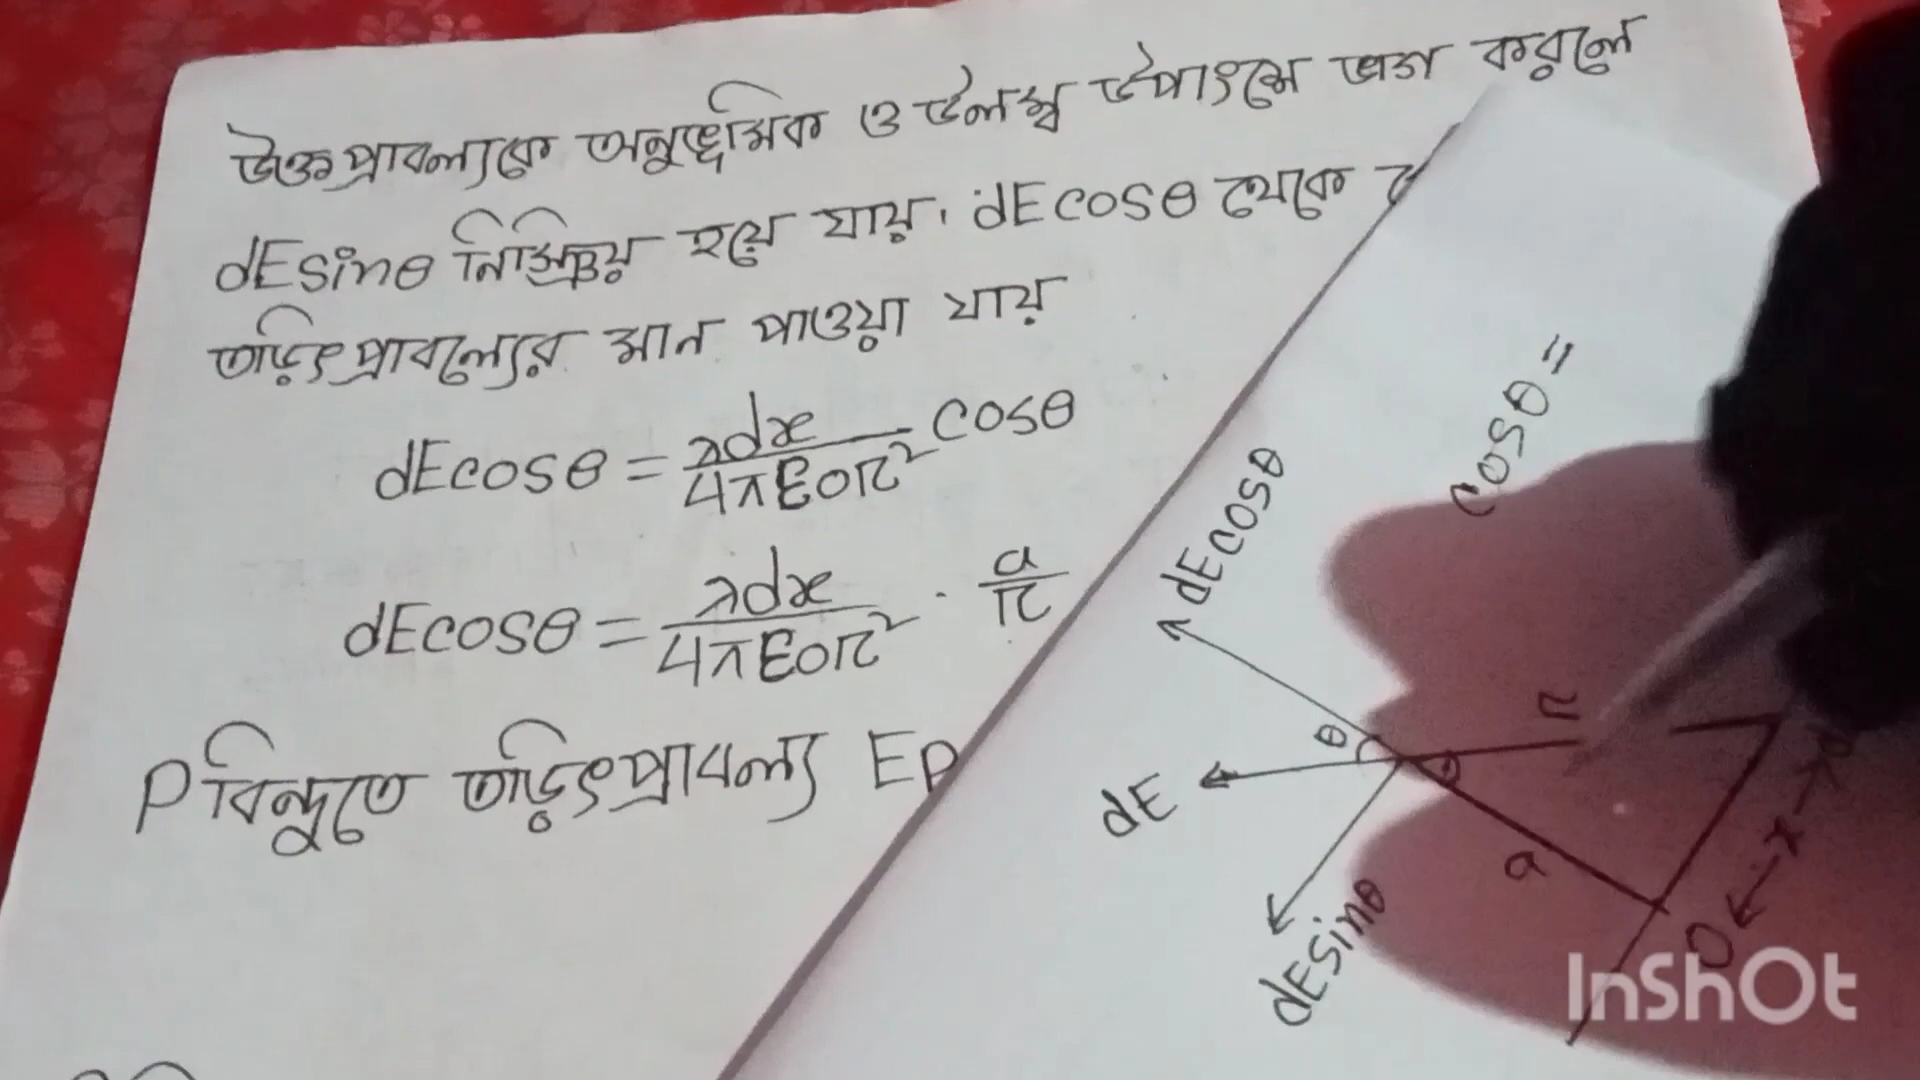 উক্ত প্রাবল্যকে অনুভূমিক ও উলম্ব উপাংশে ভাগ করলে
dEsinθ নিষ্ক্রিয় হয়ে যায়। dEcosθ থেকে
তড়িৎ প্রাবল্যের মান পাওয়া যায়
dEcosθ = λdx / 4πε0r² cosθ
dEcosθ = λdx / 4πε0r² · a/r
P বিন্দুতে তড়িৎ প্রাবল্য EP
cosθ =
dEcosθ
θ
r
dE
a
x
O
dEsinθ
InShOt